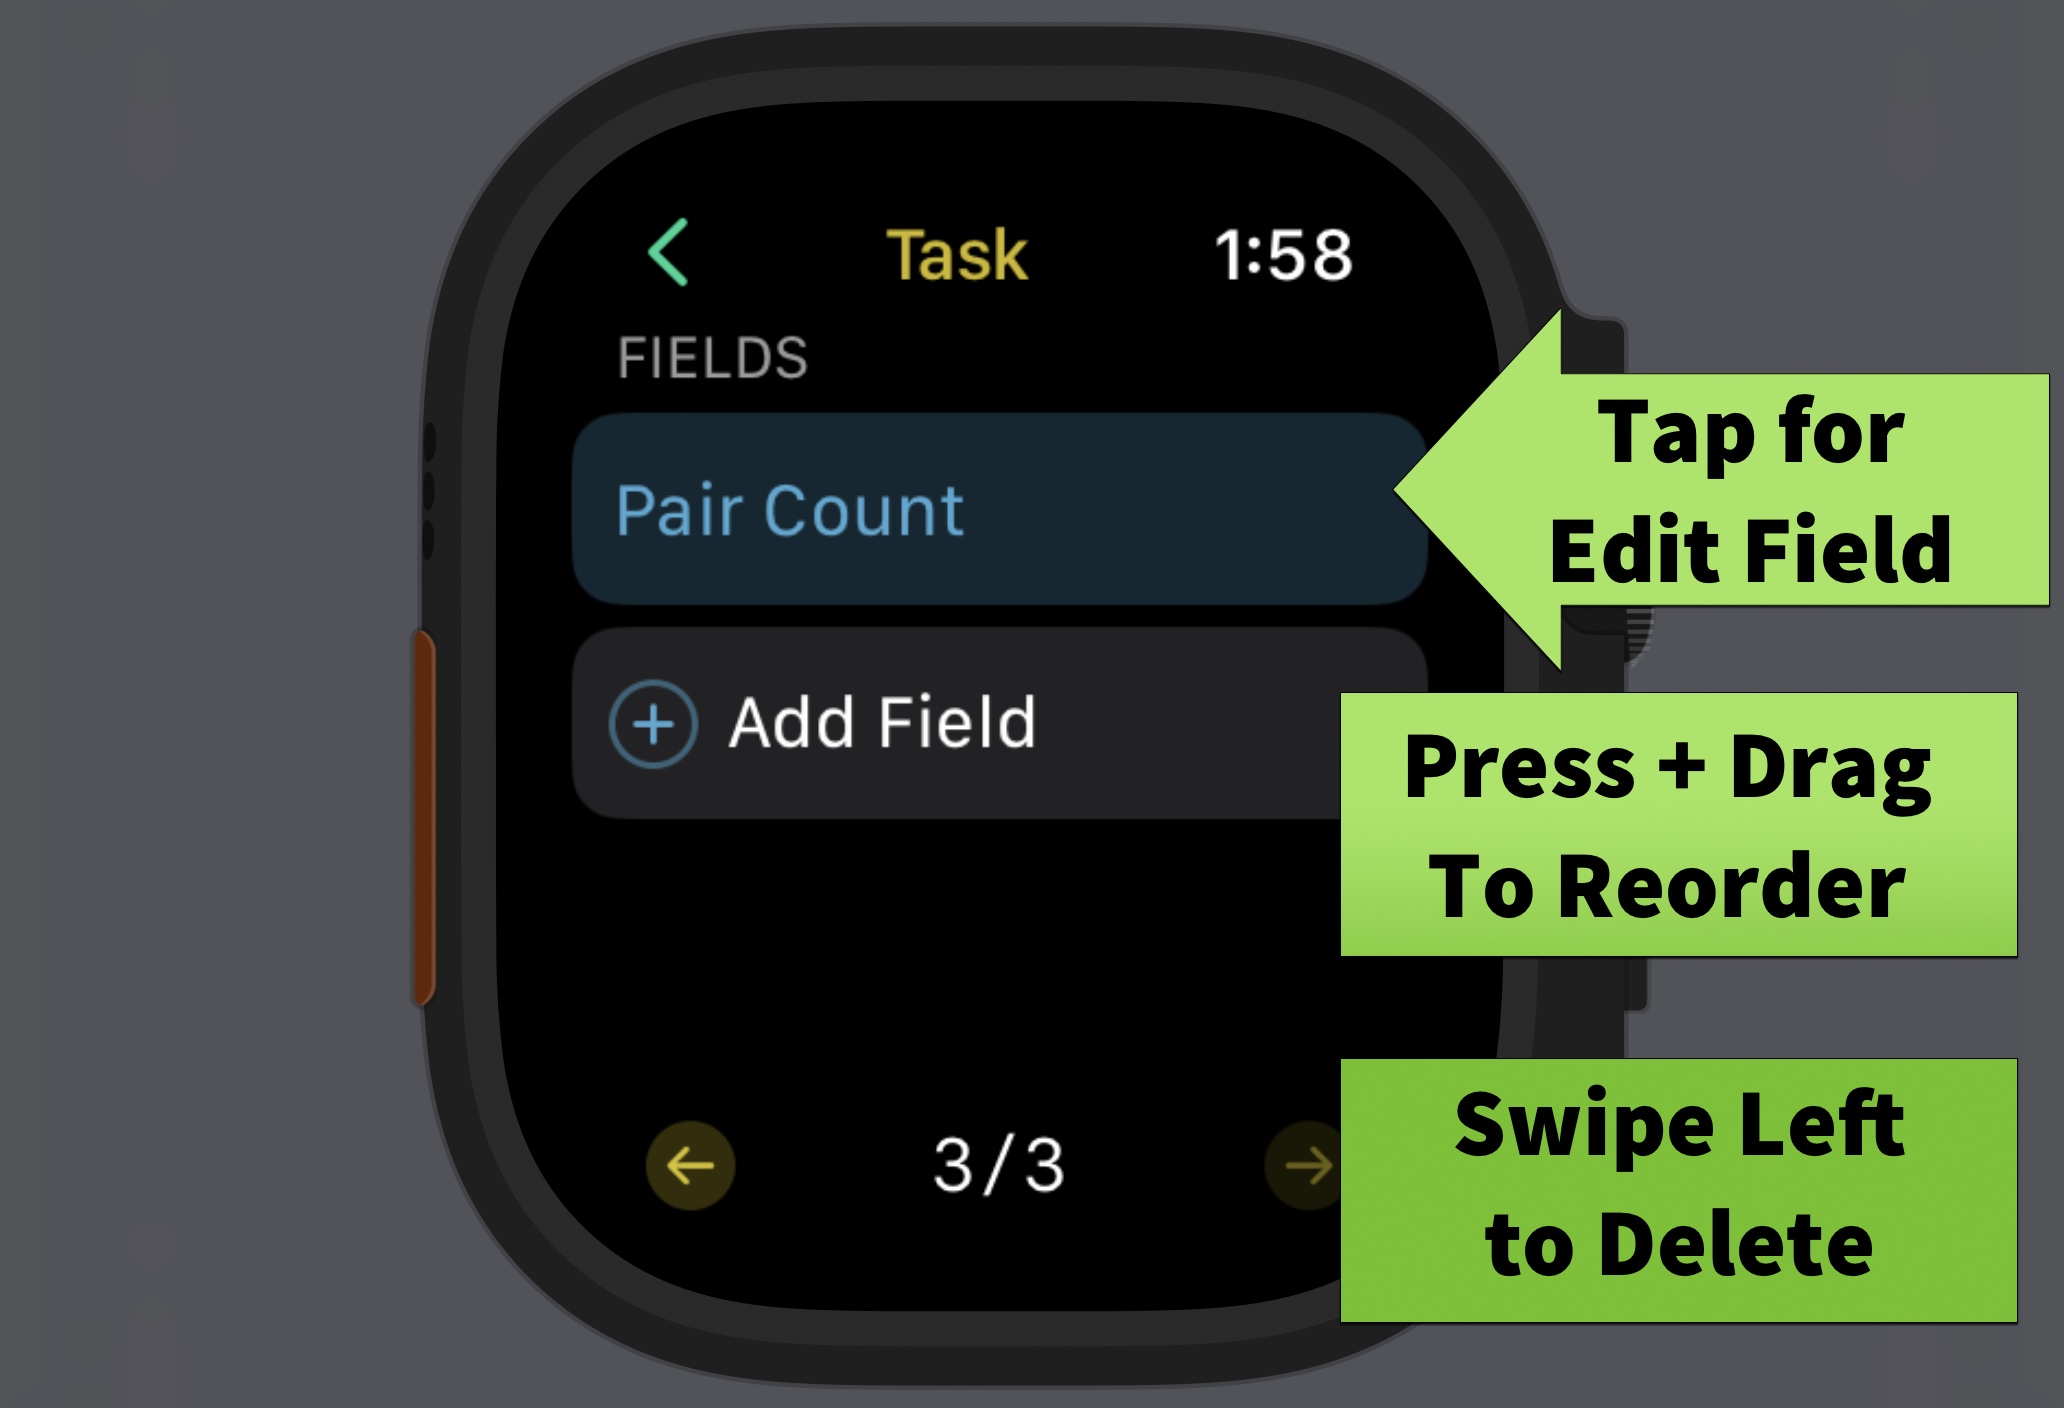 Task
1:58
FIELDS
Pair Count
Add Field
3/3
Tap for
Edit Field
Press + Drag
To Reorder
Swipe Left
to Delete